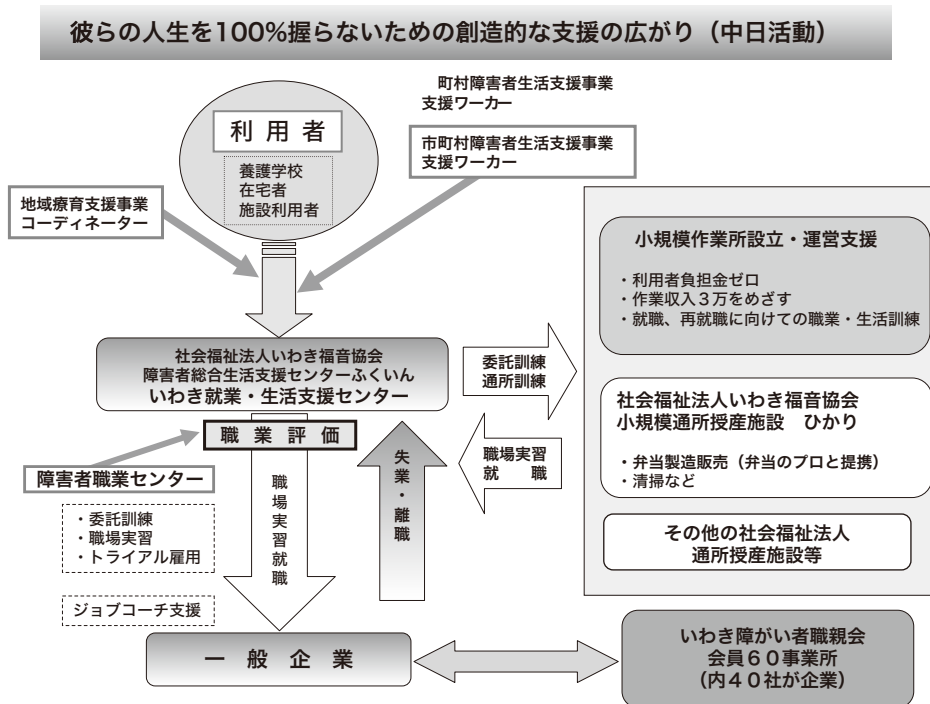 彼らの人生を100%握らないための創造的な支援の広がり（中日活動）
町村障害者生活支援事業
支援ワーカー
利用者
養護学校
在宅者
施設利用者
市町村障害者生活支援事業
支援ワーカー
地域療育支援事業
コーディネーター
小規模作業所設立・運営支援
・利用者負担金ゼロ
・作業収入３万をめざす
・就職、再就職に向けての職業・生活訓練
社会福祉法人いわき福音協会
障害者総合生活支援センターふくいん
いわき就業・生活支援センター
委託訓練
通所訓練
社会福祉法人いわき福音協会
小規模通所授産施設　ひかり
・弁当製造販売（弁当のプロと提携）
・清掃など
職業評価
職場実習
就職
失業・離職
障害者職業センター
職場実習就職
・委託訓練
・職場実習
・トライアル雇用
その他の社会福祉法人
通所授産施設等
ジョブコーチ支援
一般企業
いわき障がい者職親会
会員６０事業所
（内４０社が企業）